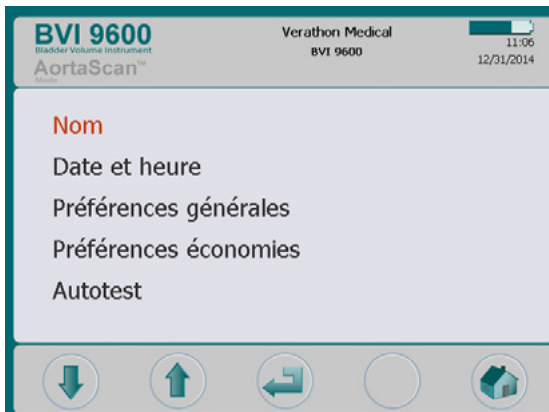 BVI 9600
Bladder Volume Instrument
AortaScan™
Mode
Verathon Medical
BVI 9600
11:06
12/31/2014
Nom
Date et heure
Préférences générales
Préférences économies
Autotest